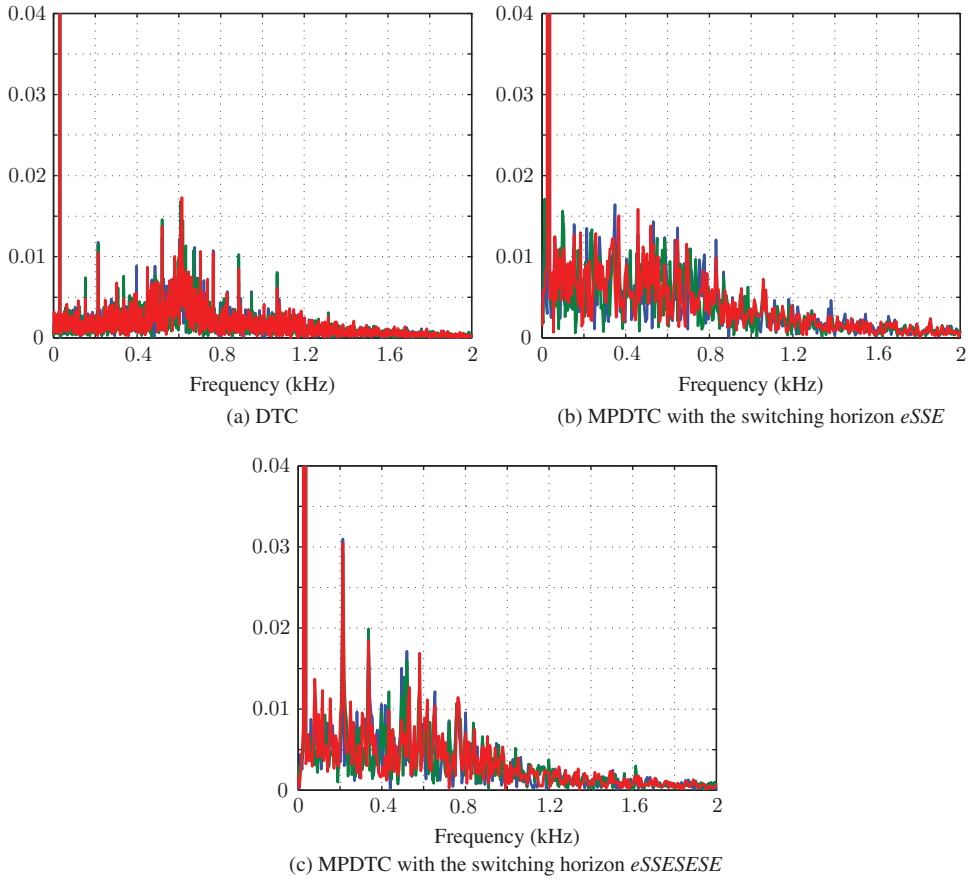 0.04
0.03
0.02
0.01
0
0 0.4 0.8 1.2 1.6 2
Frequency (kHz)
(a) DTC
0.04
0.03
0.02
0.01
0
0 0.4 0.8 1.2 1.6 2
Frequency (kHz)
(b) MPDTC with the switching horizon eSSE
0.04
0.03
0.02
0.01
0
0 0.4 0.8 1.2 1.6 2
Frequency (kHz)
(c) MPDTC with the switching horizon eSSESESE